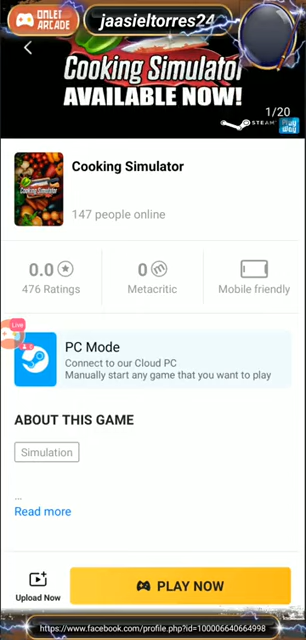 OMLET
ARCADE
jaasieltorres24
Cooking Simulator
AVAILABLE NOW!
1/20
STEAM
Play
way
Cooking Simulator
147 people online
0.0
0
476 Ratings
Metacritic
Mobile friendly
Live
PC Mode
Connect to our Cloud PC
Manually start any game that you want to play
ABOUT THIS GAME
Simulation
...
Read more
Upload Now
PLAY NOW
https://www.facebook.com/profile.php?id=100006640664998